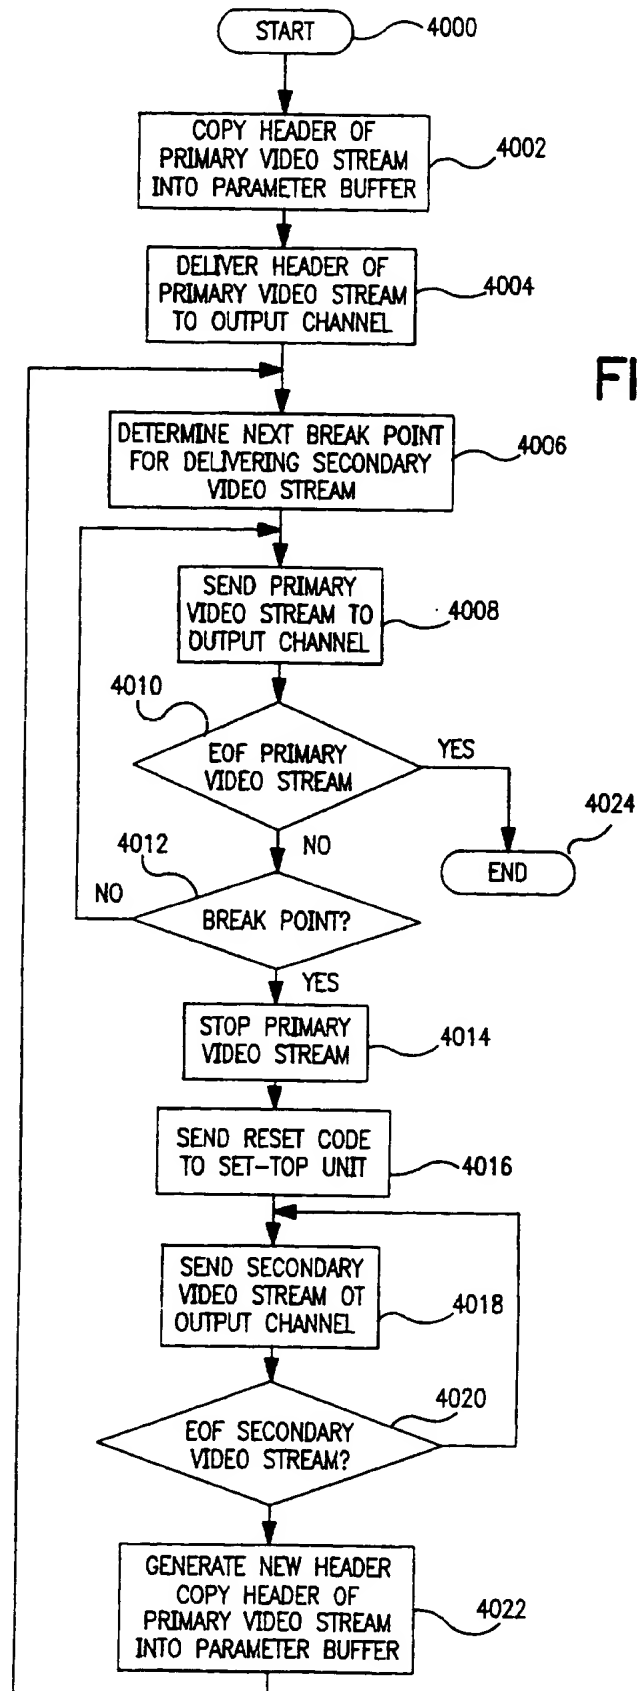 START
4000
COPY HEADER OF
PRIMARY VIDEO STREAM
INTO PARAMETER BUFFER
4002
DELIVER HEADER OF
PRIMARY VIDEO STREAM
TO OUTPUT CHANNEL
4004
FI
DETERMINE NEXT BREAK POINT
FOR DELIVERING SECONDARY
VIDEO STREAM
4006
SEND PRIMARY
VIDEO STREAM TO
OUTPUT CHANNEL
4008
4010
EOF PRIMARY
VIDEO STREAM
YES
4024
END
NO
4012
NO
BREAK POINT?
YES
STOP PRIMARY
VIDEO STREAM
4014
SEND RESET CODE
TO SET-TOP UNIT
4016
SEND SECONDARY
VIDEO STREAM OT
OUTPUT CHANNEL
4018
4020
EOF SECONDARY
VIDEO STREAM?
GENERATE NEW HEADER
COPY HEADER OF
PRIMARY VIDEO STREAM
INTO PARAMETER BUFFER
4022